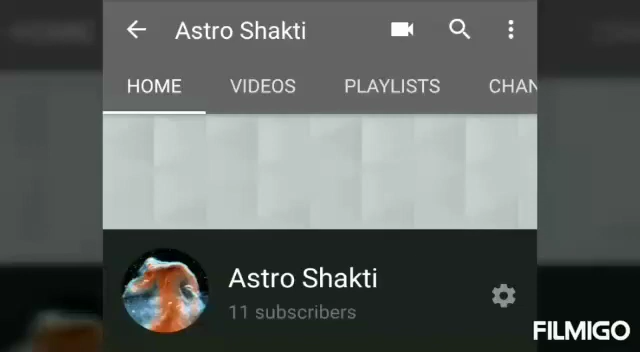 Astro Shakti
HOME VIDEOS PLAYLISTS CHAN
Astro Shakti
11 subscribers
FILMIGO